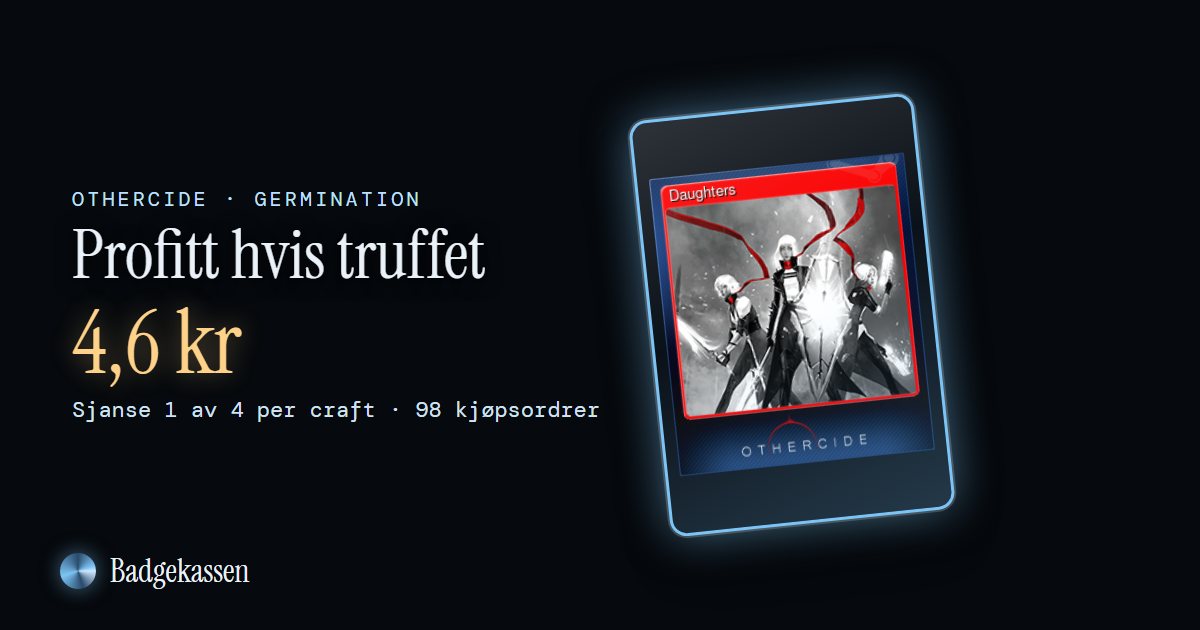 OTHERCIDE · GERMINATION
Profitt hvis truffet
4,6 kr
Sjanse 1 av 4 per craft · 98 kjøpsordrer
Daughters
OTHERCIDE
Badgekassen